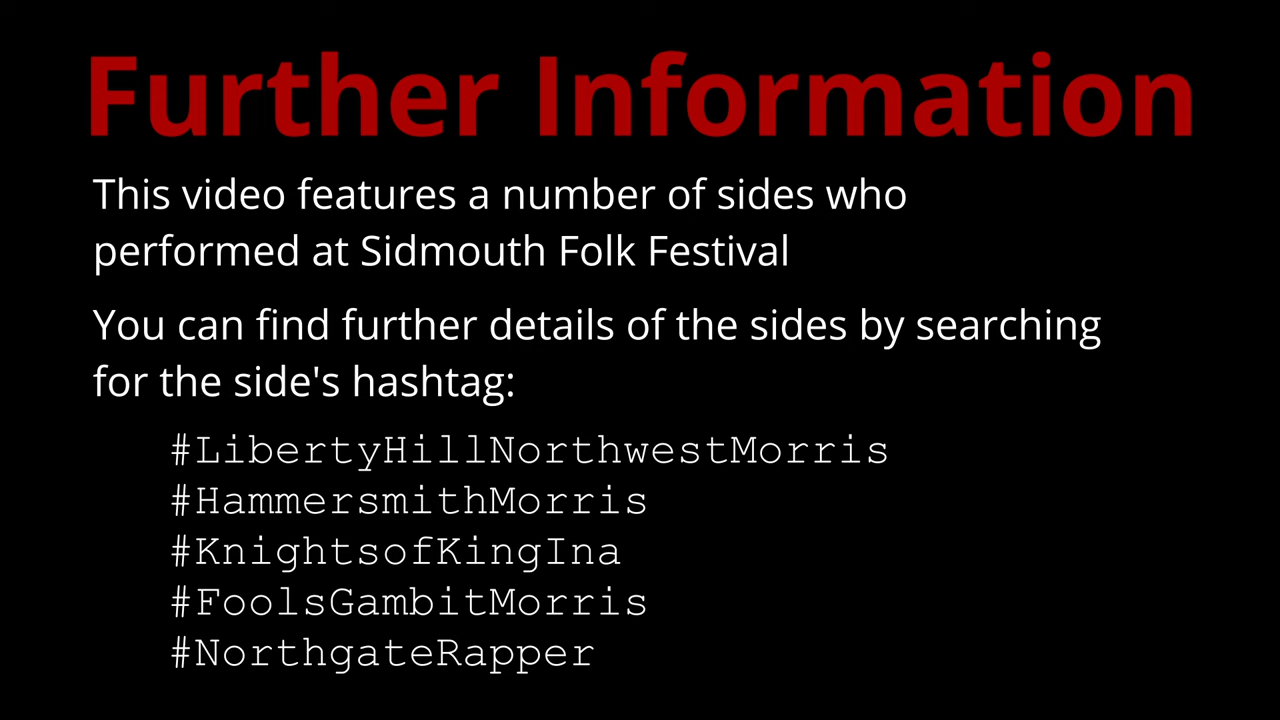 Further Information
This video features a number of sides who
performed at Sidmouth Folk Festival
You can find further details of the sides by searching
for the side's hashtag:
#LibertyHillNorthwestMorris
#HammersmithMorris
#KnightsofKingIna
#FoolsGambitMorris
#NorthgateRapper